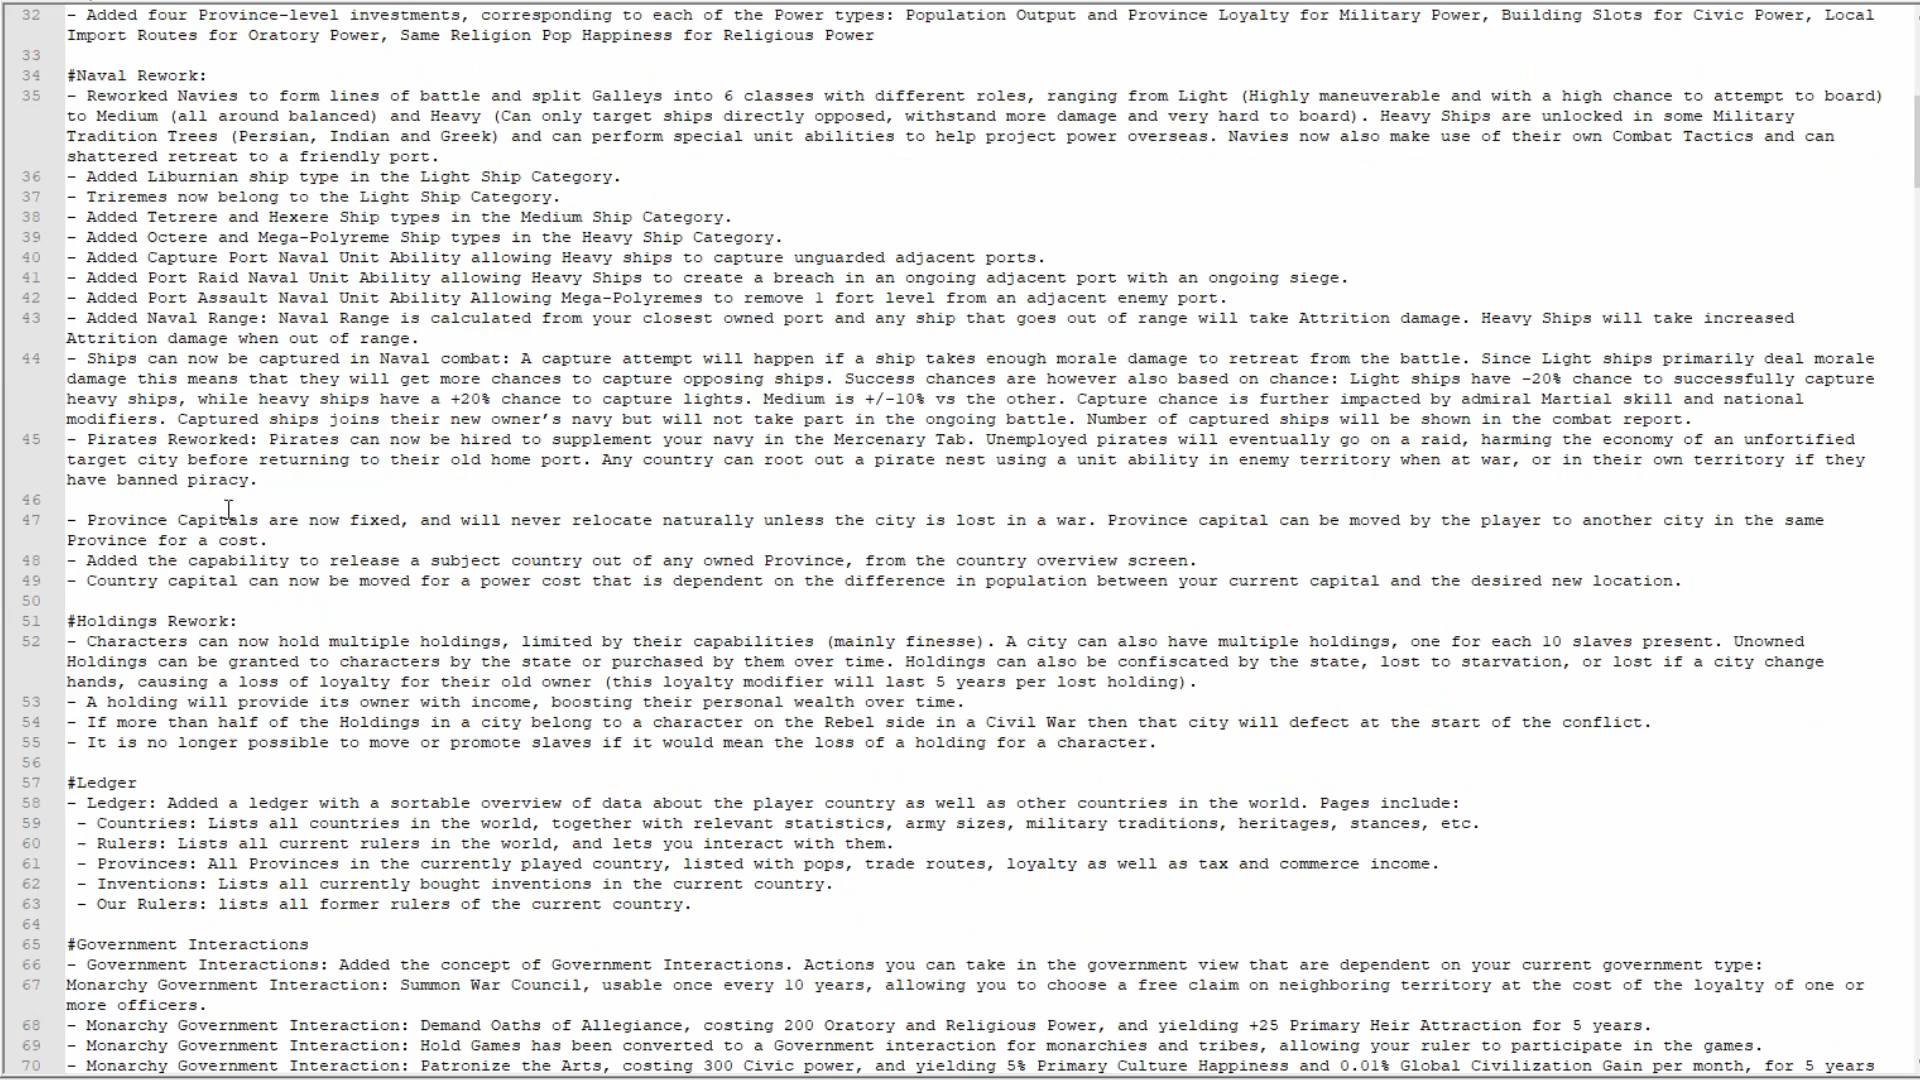 32 - Added four Province-level investments, corresponding to each of the Power types: Population Output and Province Loyalty for Military Power, Building Slots for Civic Power, Local
Import Routes for Oratory Power, Same Religion Pop Happiness for Religious Power
33
34 #Naval Rework:
35 - Reworked Navies to form lines of battle and split Galleys into 6 classes with different roles, ranging from Light (Highly maneuverable and with a high chance to attempt to board)
to Medium (all around balanced) and Heavy (Can only target ships directly opposed, withstand more damage and very hard to board). Heavy Ships are unlocked in some Military
Tradition Trees (Persian, Indian and Greek) and can perform special unit abilities to help project power overseas. Navies now also make use of their own Combat Tactics and can
shattered retreat to a friendly port.
36 - Added Liburnian ship type in the Light Ship Category.
37 - Triremes now belong to the Light Ship Category.
38 - Added Tetrere and Hexere Ship types in the Medium Ship Category.
39 - Added Octere and Mega-Polyreme Ship types in the Heavy Ship Category.
40 - Added Capture Port Naval Unit Ability allowing Heavy ships to capture unguarded adjacent ports.
41 - Added Port Raid Naval Unit Ability allowing Heavy Ships to create a breach in an ongoing adjacent port with an ongoing siege.
42 - Added Port Assault Naval Unit Ability Allowing Mega-Polyremes to remove 1 fort level from an adjacent enemy port.
43 - Added Naval Range: Naval Range is calculated from your closest owned port and any ship that goes out of range will take Attrition damage. Heavy Ships will take increased
Attrition damage when out of range.
44 - Ships can now be captured in Naval combat: A capture attempt will happen if a ship takes enough morale damage to retreat from the battle. Since Light ships primarily deal morale
damage this means that they will get more chances to capture opposing ships. Success chances are however also based on chance: Light ships have -20% chance to successfully capture
heavy ships, while heavy ships have a +20% chance to capture lights. Medium is +/-10% vs the other. Capture chance is further impacted by admiral Martial skill and national
modifiers. Captured ships joins their new owner's navy but will not take part in the ongoing battle. Number of captured ships will be shown in the combat report.
45 - Pirates Reworked: Pirates can now be hired to supplement your navy in the Mercenary Tab. Unemployed pirates will eventually go on a raid, harming the economy of an unfortified
target city before returning to their old home port. Any country can root out a pirate nest using a unit ability in enemy territory when at war, or in their own territory if they
have banned piracy.
46
47 - Province Capitals are now fixed, and will never relocate naturally unless the city is lost in a war. Province capital can be moved by the player to another city in the same
Province for a cost.
48 - Added the capability to release a subject country out of any owned Province, from the country overview screen.
49 - Country capital can now be moved for a power cost that is dependent on the difference in population between your current capital and the desired new location.
50
51 #Holdings Rework:
52 - Characters can now hold multiple holdings, limited by their capabilities (mainly finesse). A city can also have multiple holdings, one for each 10 slaves present. Unowned
Holdings can be granted to characters by the state or purchased by them over time. Holdings can also be confiscated by the state, lost to starvation, or lost if a city change
hands, causing a loss of loyalty for their old owner (this loyalty modifier will last 5 years per lost holding).
53 - A holding will provide its owner with income, boosting their personal wealth over time.
54 - If more than half of the Holdings in a city belong to a character on the Rebel side in a Civil War then that city will defect at the start of the conflict.
55 - It is no longer possible to move or promote slaves if it would mean the loss of a holding for a character.
56
57 #Ledger
58 - Ledger: Added a ledger with a sortable overview of data about the player country as well as other countries in the world. Pages include:
59 - Countries: Lists all countries in the world, together with relevant statistics, army sizes, military traditions, heritages, stances, etc.
60 - Rulers: Lists all current rulers in the world, and lets you interact with them.
61 - Provinces: All Provinces in the currently played country, listed with pops, trade routes, loyalty as well as tax and commerce income.
62 - Inventions: Lists all currently bought inventions in the current country.
63 - Our Rulers: lists all former rulers of the current country.
64
65 #Government Interactions
66 - Government Interactions: Added the concept of Government Interactions. Actions you can take in the government view that are dependent on your current government type:
67 Monarchy Government Interaction: Summon War Council, usable once every 10 years, allowing you to choose a free claim on neighboring territory at the cost of the loyalty of one or
more officers.
68 - Monarchy Government Interaction: Demand Oaths of Allegiance, costing 200 Oratory and Religious Power, and yielding +25 Primary Heir Attraction for 5 years.
69 - Monarchy Government Interaction: Hold Games has been converted to a Government interaction for monarchies and tribes, allowing your ruler to participate in the games.
70 - Monarchy Government Interaction: Patronize the Arts, costing 300 Civic power, and yielding 5% Primary Culture Happiness and 0.01% Global Civilization Gain per month, for 5 years